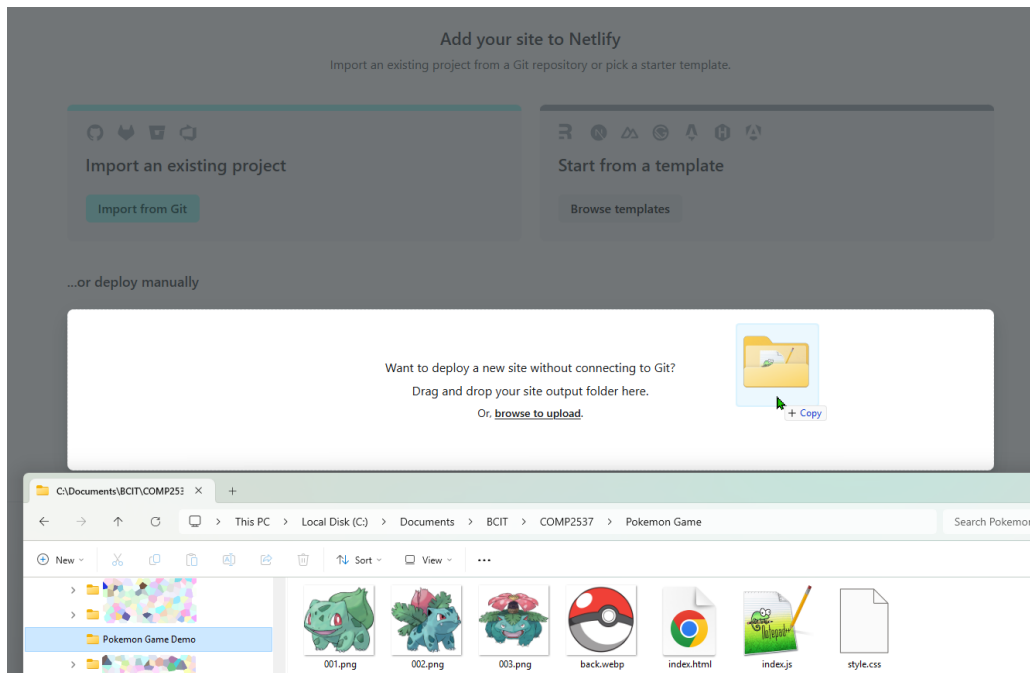 Add your site to Netlify
Import an existing project from a Git repository or pick a starter template.
Import an existing project
Import from Git
Start from a template
Browse templates
...or deploy manually
Want to deploy a new site without connecting to Git?
Drag and drop your site output folder here.
Or, browse to upload.
+ Copy
C:\Documents\BCIT\COMP253
This PC > Local Disk (C:) > Documents > BCIT > COMP2537 > Pokemon Game
Search Pokemon
New
Sort
View
Pokemon Game Demo
001.png
002.png
003.png
back.webp
index.html
index.js
style.css